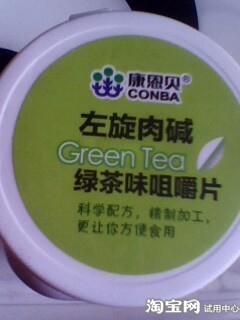 康恩贝®
CONBA
左旋肉碱
Green Tea
绿茶味咀嚼片
科学配方，精制加工，
更让你方便食用
淘宝网 试用中心